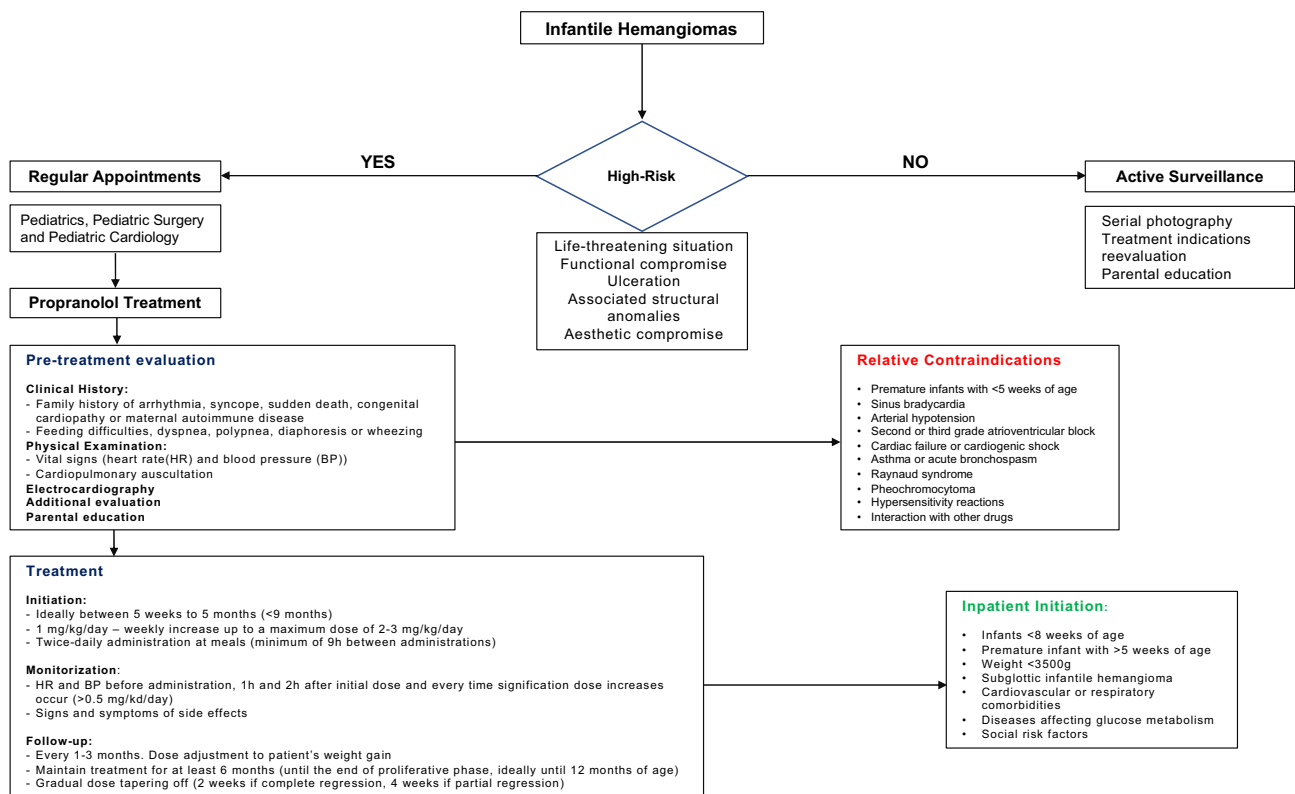 Infantile Hemangiomas
YES
NO
High-Risk
Regular Appointments
Active Surveillance
Pediatrics, Pediatric Surgery
and Pediatric Cardiology
Serial photography
Treatment indications
reevaluation
Parental education
Life-threatening situation
Functional compromise
Ulceration
Associated structural
anomalies
Aesthetic compromise
Propranolol Treatment
Pre-treatment evaluation
Clinical History:
- Family history of arrhythmia, syncope, sudden death, congenital
cardiopathy or maternal autoimmune disease
- Feeding difficulties, dyspnea, polypnea, diaphoresis or wheezing
Physical Examination:
- Vital signs (heart rate(HR) and blood pressure (BP))
- Cardiopulmonary auscultation
Electrocardiography
Additional evaluation
Parental education
Relative Contraindications
• Premature infants with <5 weeks of age
• Sinus bradycardia
• Arterial hypotension
• Second or third grade atrioventricular block
• Cardiac failure or cardiogenic shock
• Asthma or acute bronchospasm
• Raynaud syndrome
• Pheochromocytoma
• Hypersensitivity reactions
• Interaction with other drugs
Treatment
Initiation:
- Ideally between 5 weeks to 5 months (<9 months)
- 1 mg/kg/day – weekly increase up to a maximum dose of 2-3 mg/kg/day
- Twice-daily administration at meals (minimum of 9h between administrations)
Monitorization:
- HR and BP before administration, 1h and 2h after initial dose and every time signification dose increases
occur (>0.5 mg/kd/day)
- Signs and symptoms of side effects
Follow-up:
- Every 1-3 months. Dose adjustment to patient's weight gain
- Maintain treatment for at least 6 months (until the end of proliferative phase, ideally until 12 months of age)
- Gradual dose tapering off (2 weeks if complete regression, 4 weeks if partial regression)
Inpatient Initiation:
• Infants <8 weeks of age
• Premature infant with >5 weeks of age
• Weight <3500g
• Subglottic infantile hemangioma
• Cardiovascular or respiratory
comorbidities
• Diseases affecting glucose metabolism
• Social risk factors